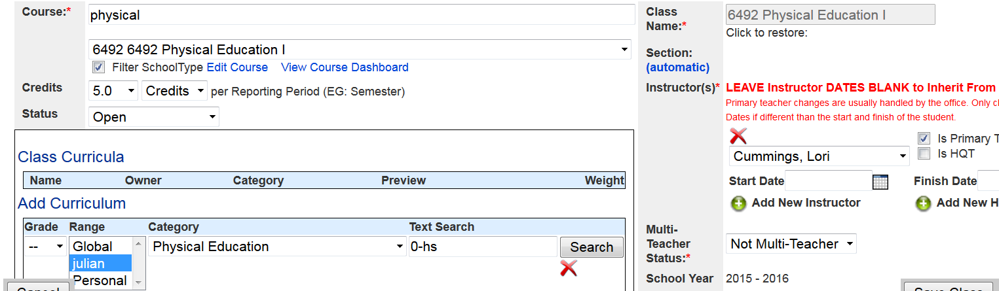 Course:*
physical
6492 6492 Physical Education I
Filter SchoolType Edit Course View Course Dashboard
Credits
5.0 Credits per Reporting Period (EG: Semester)
Status
Open
Class Curricula
Name Owner Category Preview Weight
Add Curriculum
Grade Range Category Text Search
-- Global Physical Education 0-hs Search
julian
Personal
Cancel
Class
Name:*
6492 Physical Education I
Click to restore:
Section:
(automatic)
Instructor(s)* LEAVE Instructor DATES BLANK to Inherit From
Primary teacher changes are usually handled by the office. Only
Dates if different than the start and finish of the student.
Is Primary
Cummings, Lori
Is HQT
Start Date Finish Date
Add New Instructor Add New H
Multi-
Teacher
Status:*
Not Multi-Teacher
School Year 2015 - 2016
Save Class